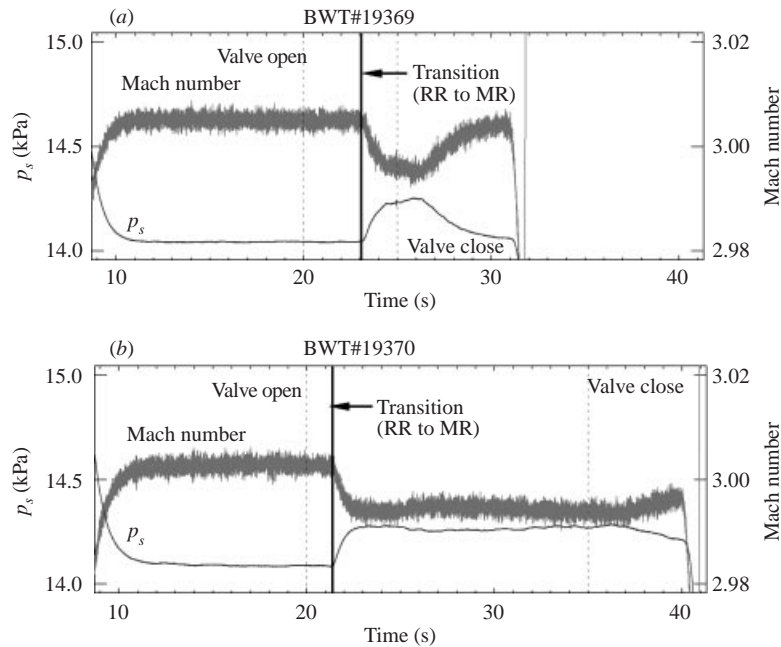 (a) BWT#19369
15.0
14.5
14.0
p_s (kPa)
Valve open
Mach number
Transition
(RR to MR)
p_s
Valve close
3.02
3.00
2.98
Mach number
10 20 30 40
Time (s)
(b) BWT#19370
15.0
14.5
14.0
p_s (kPa)
Valve open
Mach number
Transition
(RR to MR)
p_s
Valve close
3.02
3.00
2.98
Mach number
10 20 30 40
Time (s)